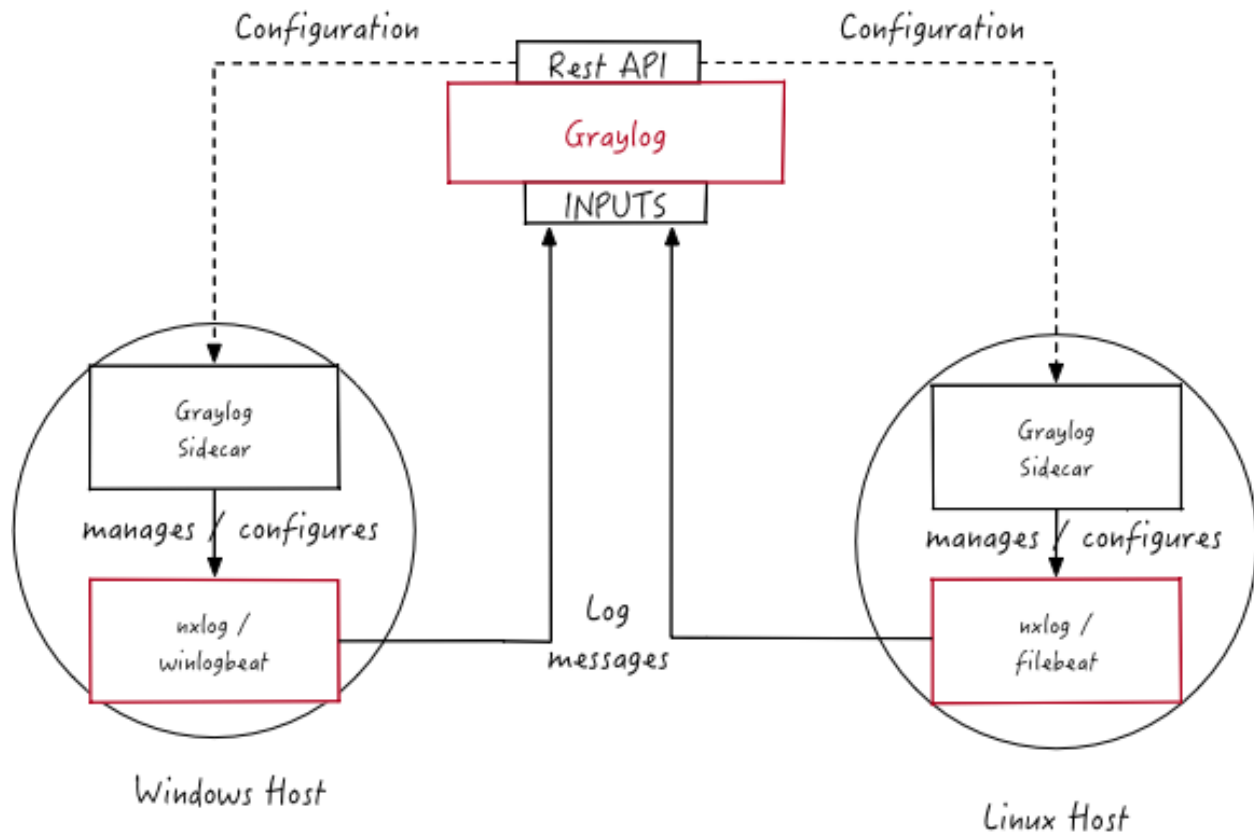 Configuration
Configuration
Rest API
Graylog
INPUTS
Graylog
Sidecar
manages / configures
nxlog /
winlogbeat
Log
messages
Graylog
Sidecar
manages / configures
nxlog /
filebeat
Windows Host
Linux Host